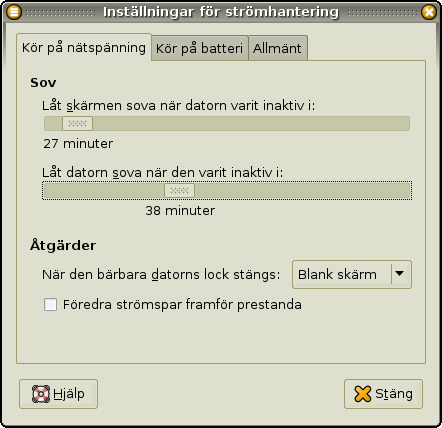 Inställningar för strömhantering
Kör på nätspänning Kör på batteri Allmänt
Sov
Låt skärmen sova när datorn varit inaktiv i:
27 minuter
Låt datorn sova när den varit inaktiv i:
38 minuter
Åtgärder
När den bärbara datorns lock stängs: Blank skärm
Föredra strömspar framför prestanda
Hjälp Stäng